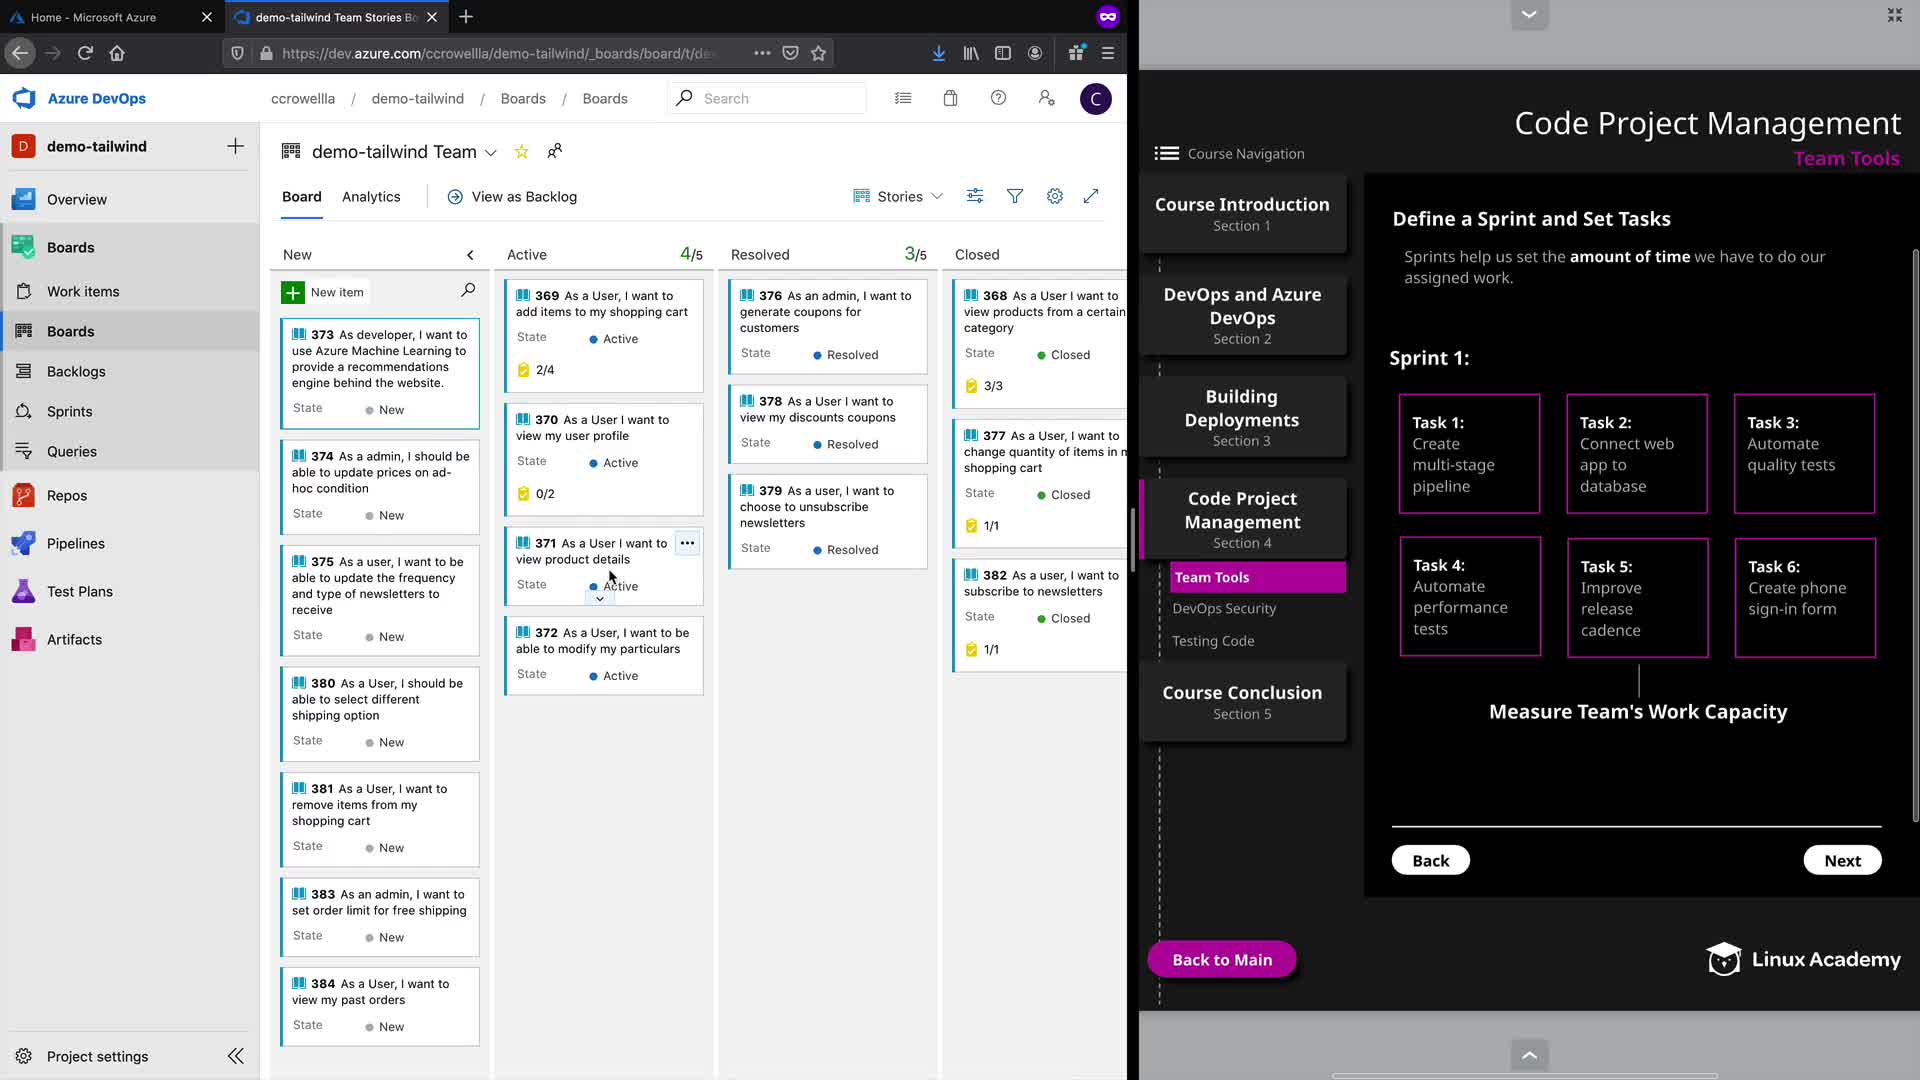 Home - Microsoft Azure
demo-tailwind Team Stories Bo
https://dev.azure.com/ccrowellla/demo-tailwind/_boards/board/t/de
Azure DevOps
ccrowellla / demo-tailwind / Boards / Boards
Search
C
D demo-tailwind
Overview
Boards
Work items
Boards
Backlogs
Sprints
Queries
Repos
Pipelines
Test Plans
Artifacts
Project settings
demo-tailwind Team
Board
Analytics
View as Backlog
Stories
New
New item
373 As developer, I want to
use Azure Machine Learning to
provide a recommendations
engine behind the website.
State New
374 As a admin, I should be
able to update prices on ad-
hoc condition
State New
375 As a user, I want to be
able to update the frequency
and type of newsletters to
receive
State New
380 As a User, I should be
able to select different
shipping option
State New
381 As a User, I want to
remove items from my
shopping cart
State New
383 As an admin, I want to
set order limit for free shipping
State New
384 As a User, I want to
view my past orders
State New
Active 4/5
369 As a User, I want to
add items to my shopping cart
State Active
2/4
370 As a User I want to
view my user profile
State Active
0/2
371 As a User I want to
view product details
State Active
372 As a User, I want to be
able to modify my particulars
State Active
Resolved 3/5
376 As an admin, I want to
generate coupons for
customers
State Resolved
378 As a User I want to
view my discounts coupons
State Resolved
379 As a user, I want to
choose to unsubscribe
newsletters
State Resolved
Closed
368 As a User I want to
view products from a certain
category
State Closed
3/3
377 As a User, I want to
change quantity of items in m
shopping cart
State Closed
1/1
382 As a user, I want to
subscribe to newsletters
State Closed
1/1
Code Project Management
Team Tools
Course Navigation
Course Introduction
Section 1
DevOps and Azure
DevOps
Section 2
Building
Deployments
Section 3
Code Project
Management
Section 4
Team Tools
DevOps Security
Testing Code
Course Conclusion
Section 5
Back to Main
Define a Sprint and Set Tasks
Sprints help us set the amount of time we have to do our
assigned work.
Sprint 1:
Task 1:
Create
multi-stage
pipeline
Task 2:
Connect web
app to
database
Task 3:
Automate
quality tests
Task 4:
Automate
performance
tests
Task 5:
Improve
release
cadence
Task 6:
Create phone
sign-in form
Measure Team's Work Capacity
Back
Next
Linux Academy